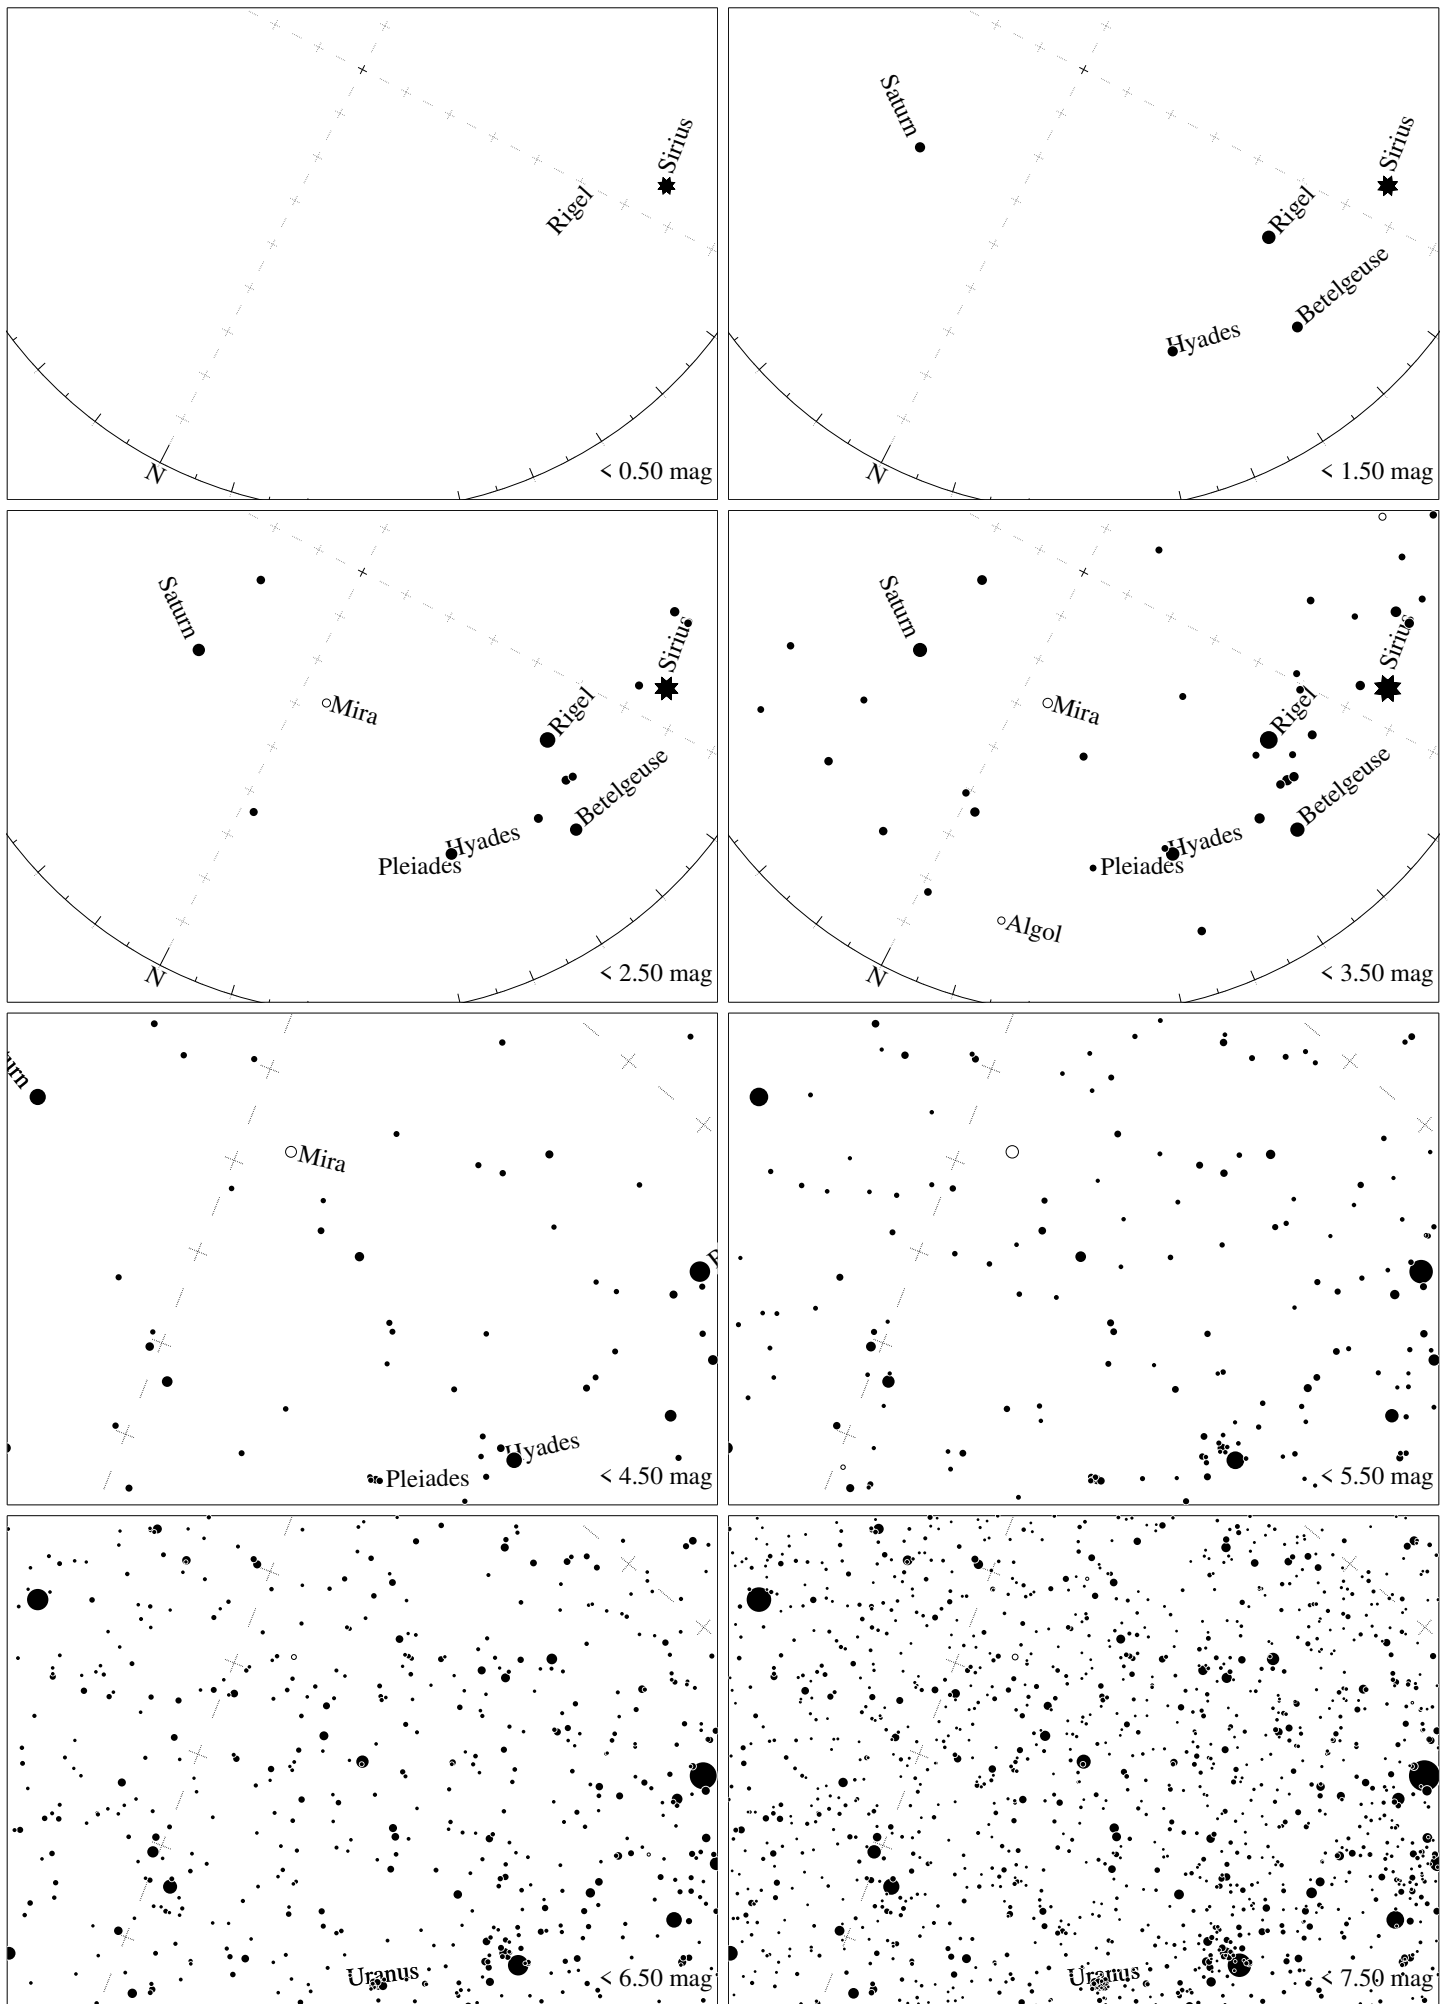 Sirius
Rigel
N
< 0.50 mag
Saturn
Sirius
Rigel
Betelgeuse
Hyades
N
< 1.50 mag
Saturn
Sirius
Mira
Rigel
Betelgeuse
Hyades
Pleiades
N
< 2.50 mag
Saturn
Sirius
Mira
Rigel
Betelgeuse
Hyades
Pleiades
Algol
N
< 3.50 mag
urn
Mira
Hyades
Pleiades
< 4.50 mag
< 5.50 mag
Uranus
< 6.50 mag
Uranus
< 7.50 mag